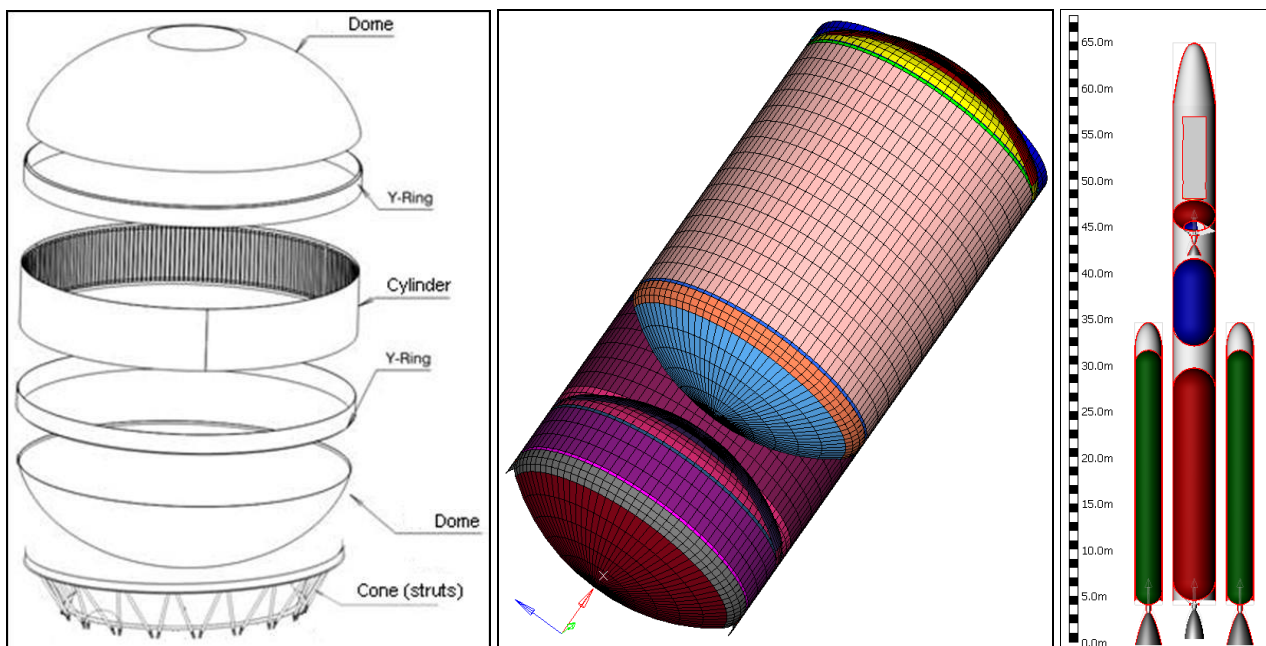 Dome
Y-Ring
Cylinder
Y-Ring
Dome
Cone (struts)
65.0m
60.0m
55.0m
50.0m
45.0m
40.0m
35.0m
30.0m
25.0m
20.0m
15.0m
10.0m
5.0m
0.0m